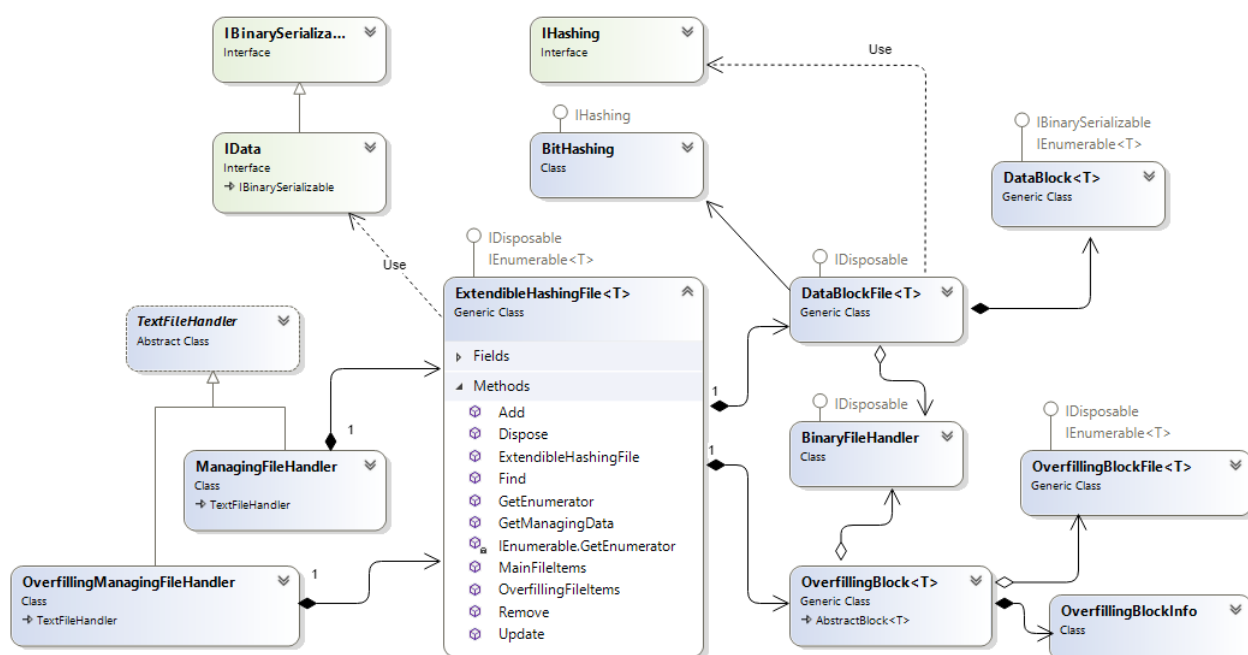 IBinarySerializa...
Interface
IHashing
Interface
Use
IHashing
IBinarySerializable
IEnumerable<T>
IData
Interface
IBinarySerializable
BitHashing
Class
DataBlock<T>
Generic Class
Use
IDisposable
IEnumerable<T>
IDisposable
ExtendibleHashingFile<T>
Generic Class
DataBlockFile<T>
Generic Class
TextFileHandler
Abstract Class
Fields
Methods
1
Add
Dispose
ExtendibleHashingFile
Find
GetEnumerator
GetManagingData
IEnumerable.GetEnumerator
MainFileItems
OverfillingFileItems
Remove
Update
1
1
IDisposable
BinaryFileHandler
Class
IDisposable
IEnumerable<T>
OverfillingBlockFile<T>
Generic Class
ManagingFileHandler
Class
TextFileHandler
OverfillingManagingFileHandler
Class
TextFileHandler
1
OverfillingBlock<T>
Generic Class
AbstractBlock<T>
OverfillingBlockInfo
Class